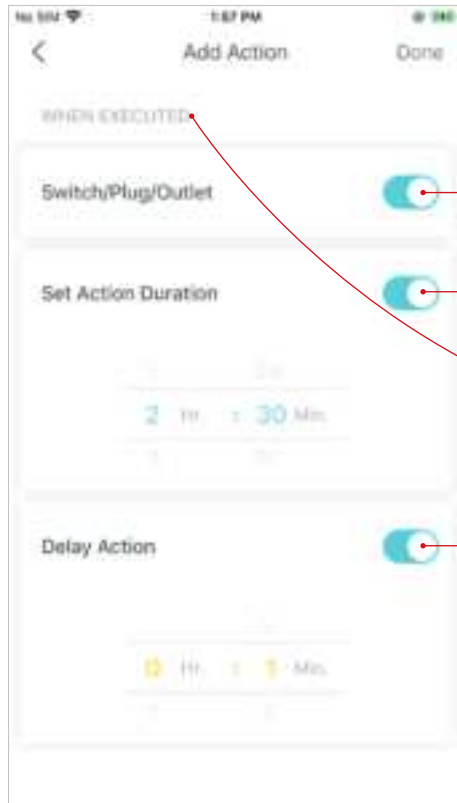 No SIM 1:57 PM
Add Action Done
WHEN EXECUTED
Switch/Plug/Outlet
Set Action Duration
2 Hr. : 30 Min.
Delay Action
0 Hr. : 1 Min.